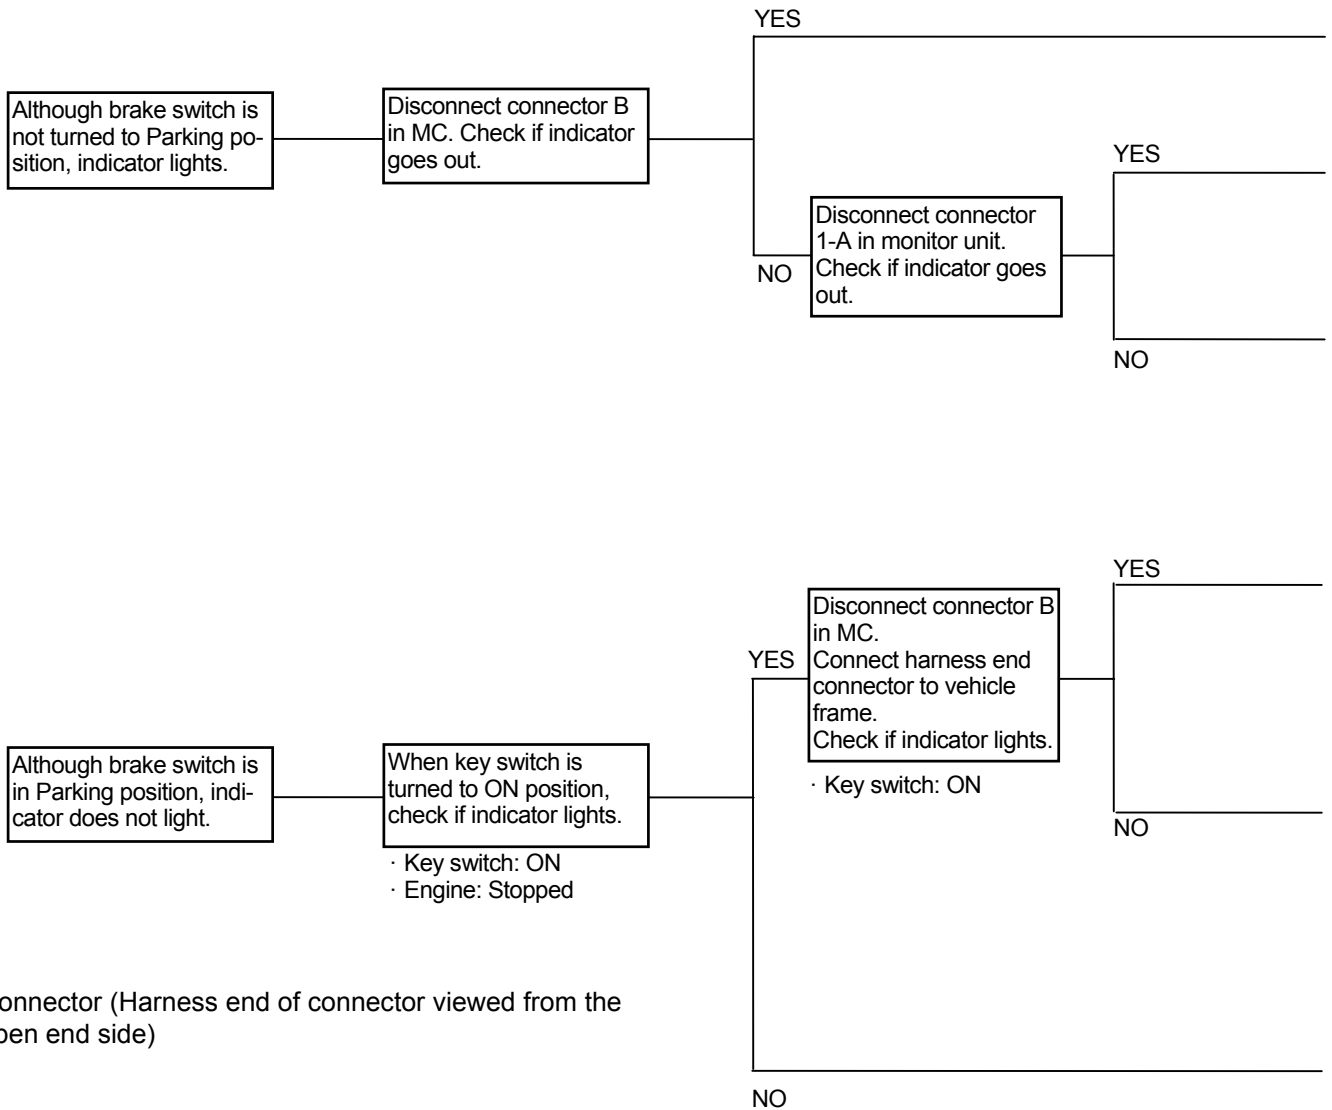 YES
Although brake switch is
not turned to Parking po-
sition, indicator lights.
Disconnect connector B
in MC. Check if indicator
goes out.
YES
Disconnect connector
1-A in monitor unit.
Check if indicator goes
out.
NO
NO
YES
Disconnect connector B
in MC.
Connect harness end
connector to vehicle
frame.
Check if indicator lights.
YES
· Key switch: ON
NO
Although brake switch is
in Parking position, indi-
cator does not light.
When key switch is
turned to ON position,
check if indicator lights.
· Key switch: ON
· Engine: Stopped
onnector (Harness end of connector viewed from the
pen end side)
NO